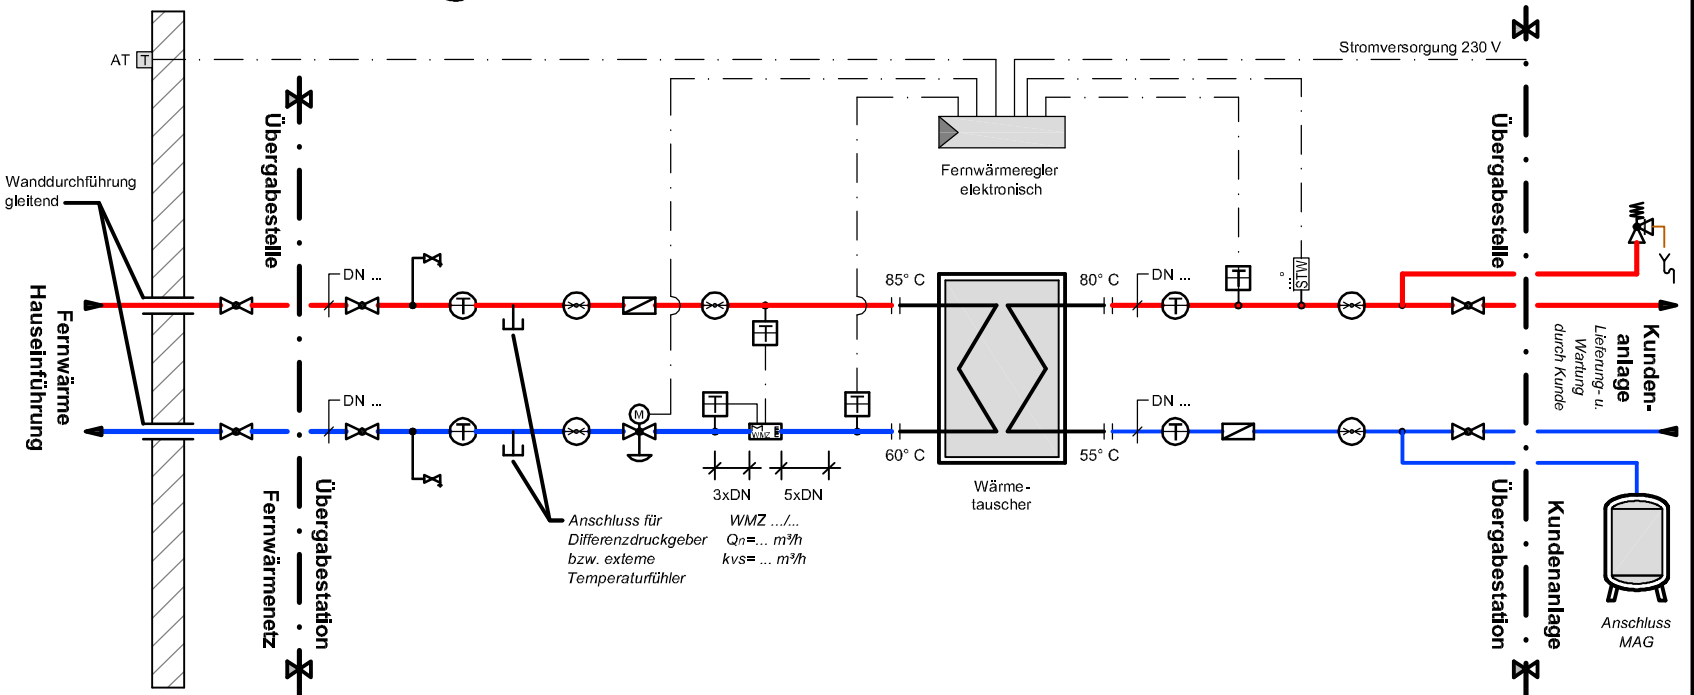 Stromversorgung 230 V
AT
T
Übergabestelle
Übergabestelle
Fernwärmeregler
elektronisch
Wanddurchführung
gleitend
DN ...
85° C
80° C
DN ...
WTS
° ...
T
T
T
T
Fernwärme
Hauseinführung
Kunden-
anlage
Lieferung- u.
Wartung
durch Kunde
DN ...
M
T
T
WMZ
T
T
DN ...
T
60° C
55° C
3xDN
5xDN
Wärme-
tauscher
Fernwärmenetz
Übergabestation
Anschluss für
Differenzdruckgeber
bzw. externe
Temperaturfühler
WMZ .../...
Qn=... m³/h
kvs= ... m³/h
Übergabestation
Kundenanlage
Anschluss
MAG